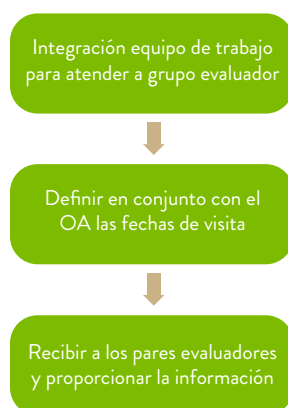 Integración equipo de trabajo
para atender a grupo evaluador
Definir en conjunto con el
OA las fechas de visita
Recibir a los pares evaluadores
y proporcionar la información